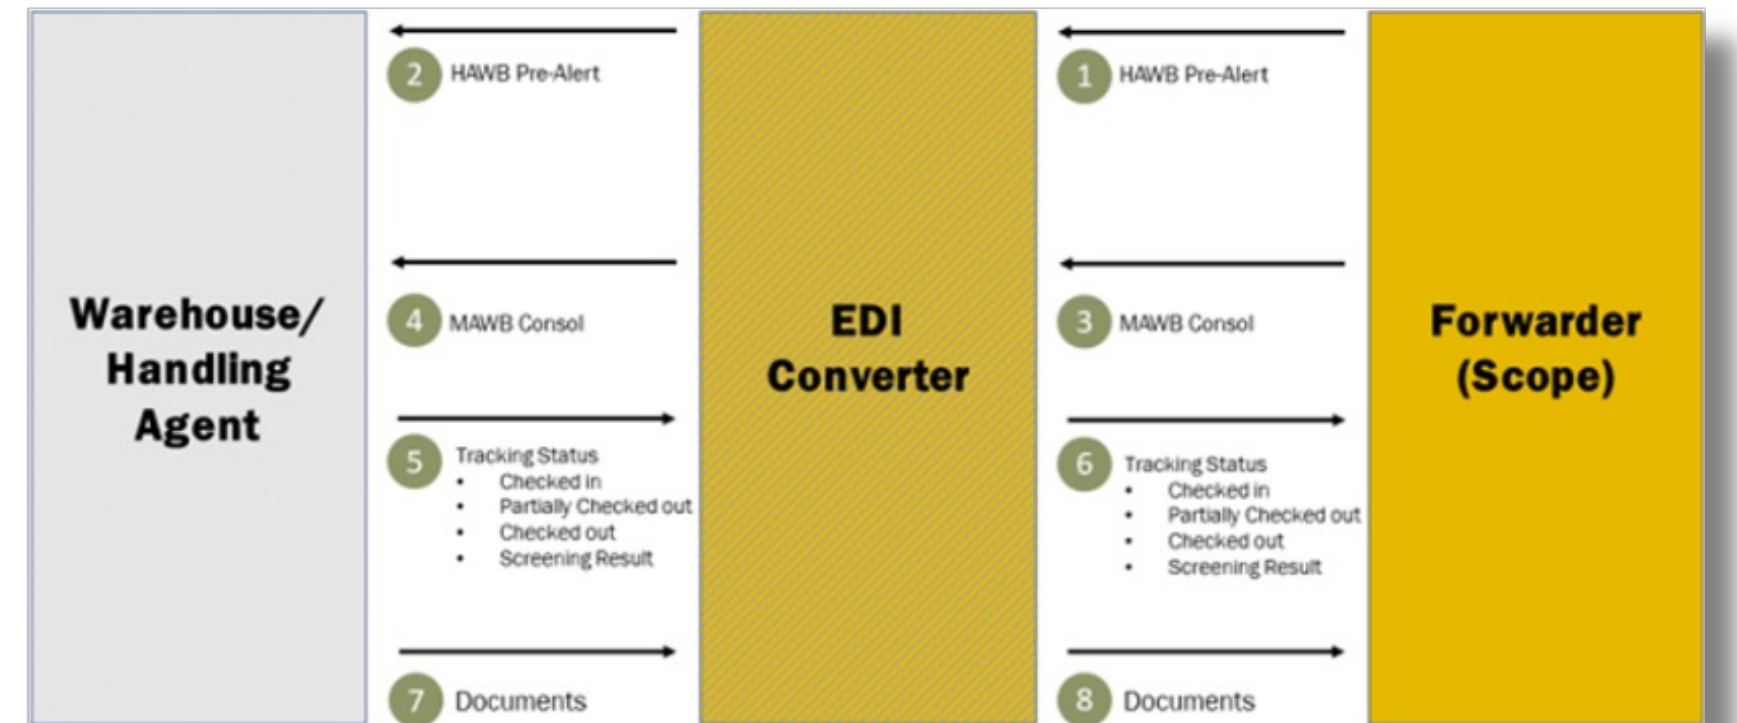 Warehouse/
Handling
Agent
2 HAWB Pre-Alert
4 MAWB Consol
5 Tracking Status
• Checked in
• Partially Checked out
• Checked out
• Screening Result
7 Documents
EDI
Converter
1 HAWB Pre-Alert
3 MAWB Consol
6 Tracking Status
• Checked in
• Partially Checked out
• Checked out
• Screening Result
8 Documents
Forwarder
(Scope)